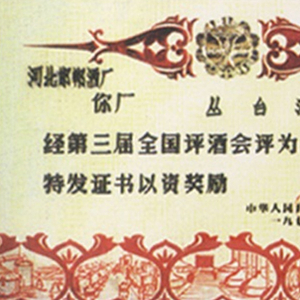 河北邯郸酒厂
你厂 丛台
经第三届全国评酒会评为
特发证书以资奖励
中华人民
一九